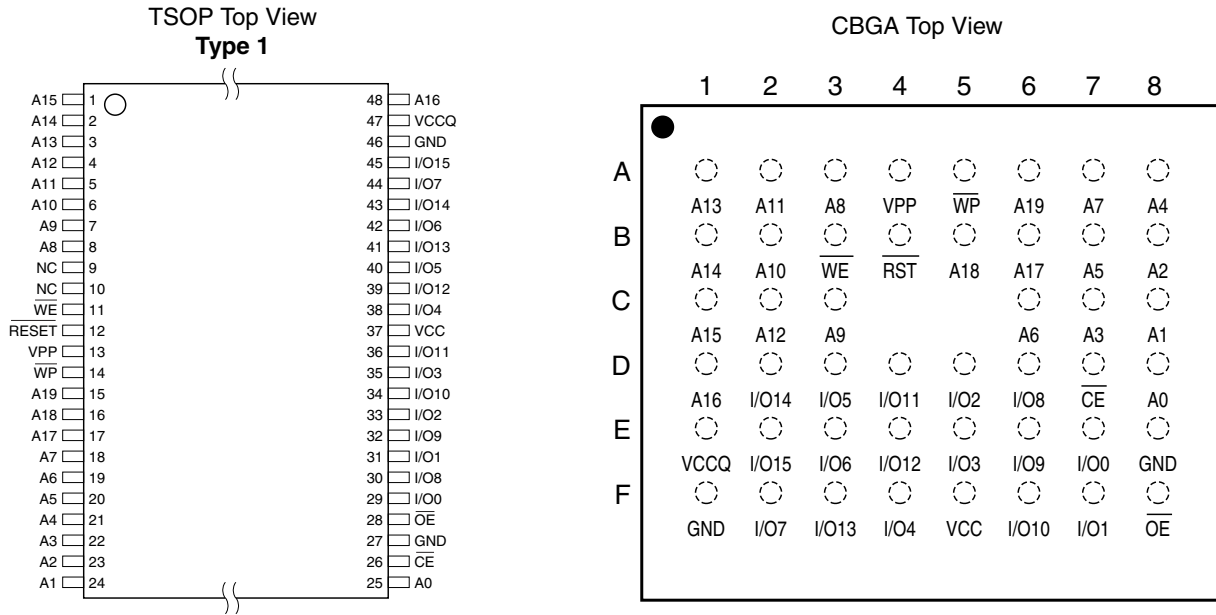 TSOP Top View
Type 1
A15 1 48 A16
A14 2 47 VCCQ
A13 3 46 GND
A12 4 45 I/O15
A11 5 44 I/O7
A10 6 43 I/O14
A9 7 42 I/O6
A8 8 41 I/O13
NC 9 40 I/O5
NC 10 39 I/O12
WE 11 38 I/O4
RESET 12 37 VCC
VPP 13 36 I/O11
WP 14 35 I/O3
A19 15 34 I/O10
A18 16 33 I/O2
A17 17 32 I/O9
A7 18 31 I/O1
A6 19 30 I/O8
A5 20 29 I/O0
A4 21 28 OE
A3 22 27 GND
A2 23 26 CE
A1 24 25 A0
CBGA Top View
1 2 3 4 5 6 7 8
A
A13 A11 A8 VPP WP A19 A7 A4
B
A14 A10 WE RST A18 A17 A5 A2
C
A15 A12 A9 A6 A3 A1
D
A16 I/O14 I/O5 I/O11 I/O2 I/O8 CE A0
E
VCCQ I/O15 I/O6 I/O12 I/O3 I/O9 I/O0 GND
F
GND I/O7 I/O13 I/O4 VCC I/O10 I/O1 OE